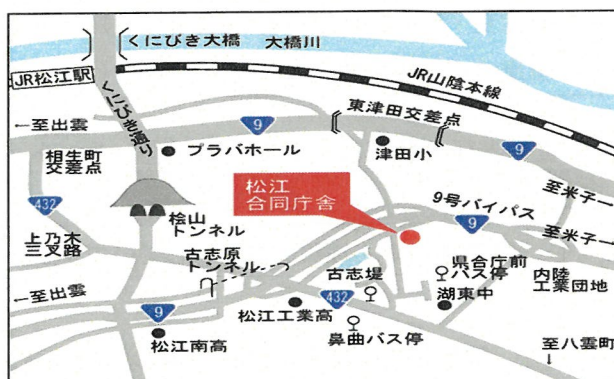 くにびき大橋
大橋川
JR松江駅
JR山陰本線
くにびき通り
東津田交差点
←至出雲
9
プラバホール
津田小
9
相生町
交差点
松江
合同庁舎
至米子→
432
9号バイパス
9
桧山
トンネル
至米子→
上乃木
三叉路
古志原
トンネル
県合庁前
バス停
内陸
工業団地
古志堤
←至出雲
432
湖東中
9
松江工業高
松江南高
鼻曲バス停
至八雲町
↓